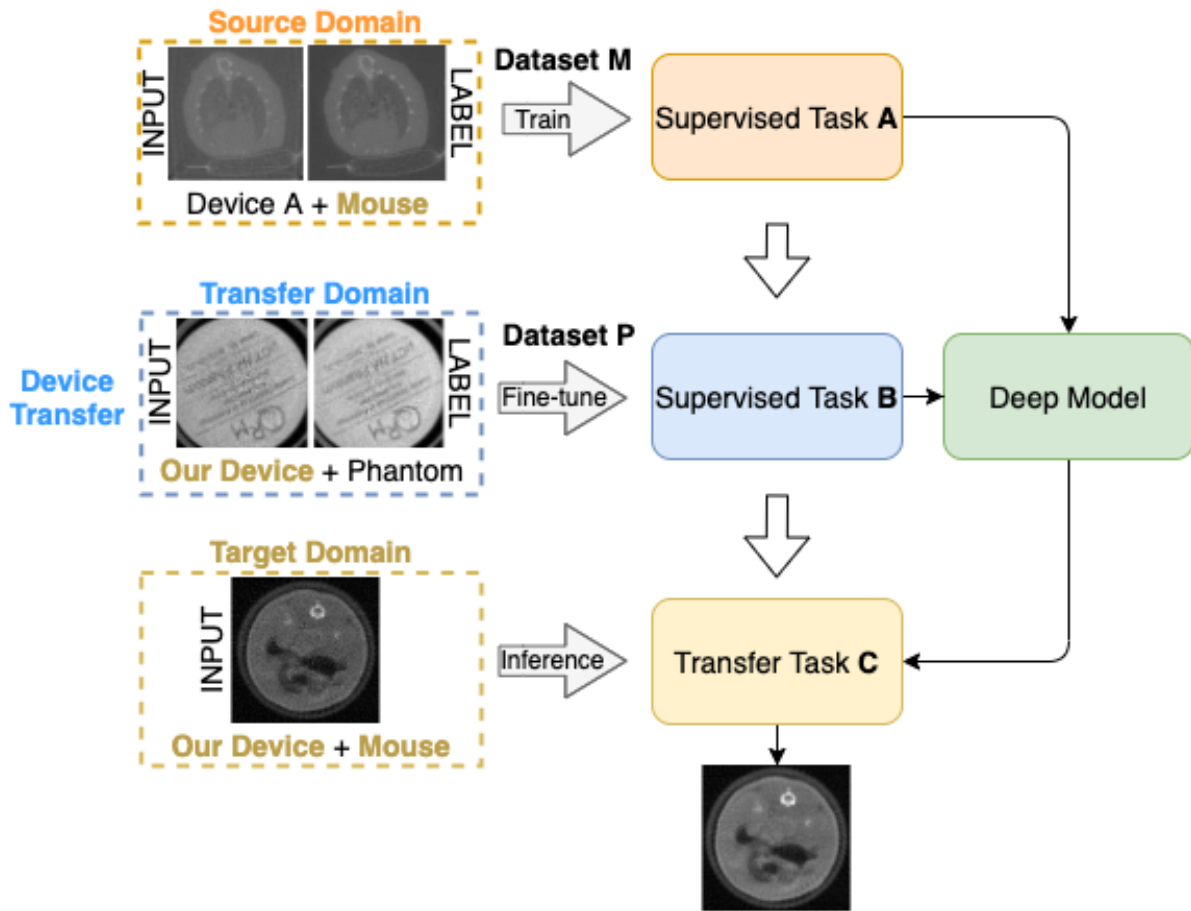 Source Domain
INPUT
LABEL
Device A + Mouse
Dataset M
Train
Supervised Task A
Transfer Domain
Device
Transfer
INPUT
LABEL
Our Device + Phantom
Dataset P
Fine-tune
Supervised Task B
Deep Model
Target Domain
INPUT
Our Device + Mouse
Inference
Transfer Task C